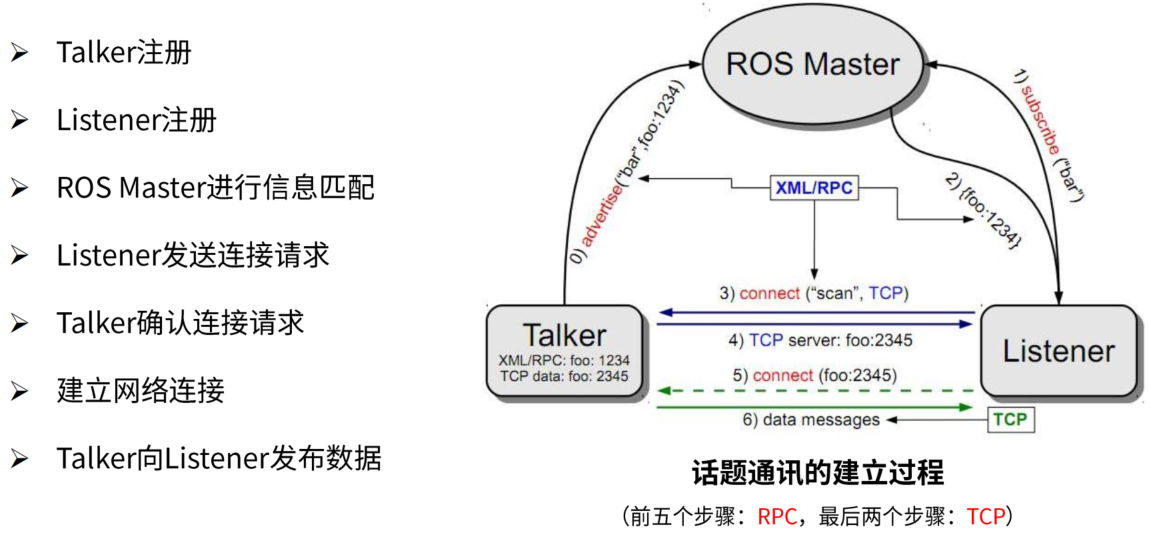 ➢ Talker注册
➢ Listener注册
➢ ROS Master进行信息匹配
➢ Listener发送连接请求
➢ Talker确认连接请求
➢ 建立网络连接
➢ Talker向Listener发布数据
ROS Master
0) advertise(“bar”,foo:1234)
1) subscribe (“bar”)
XML/RPC
2) {foo:1234}
3) connect (“scan”, TCP)
Talker
XML/RPC: foo: 1234
TCP data: foo: 2345
4) TCP server: foo:2345
Listener
5) connect (foo:2345)
6) data messages
TCP
话题通讯的建立过程
（前五个步骤：RPC，最后两个步骤：TCP）